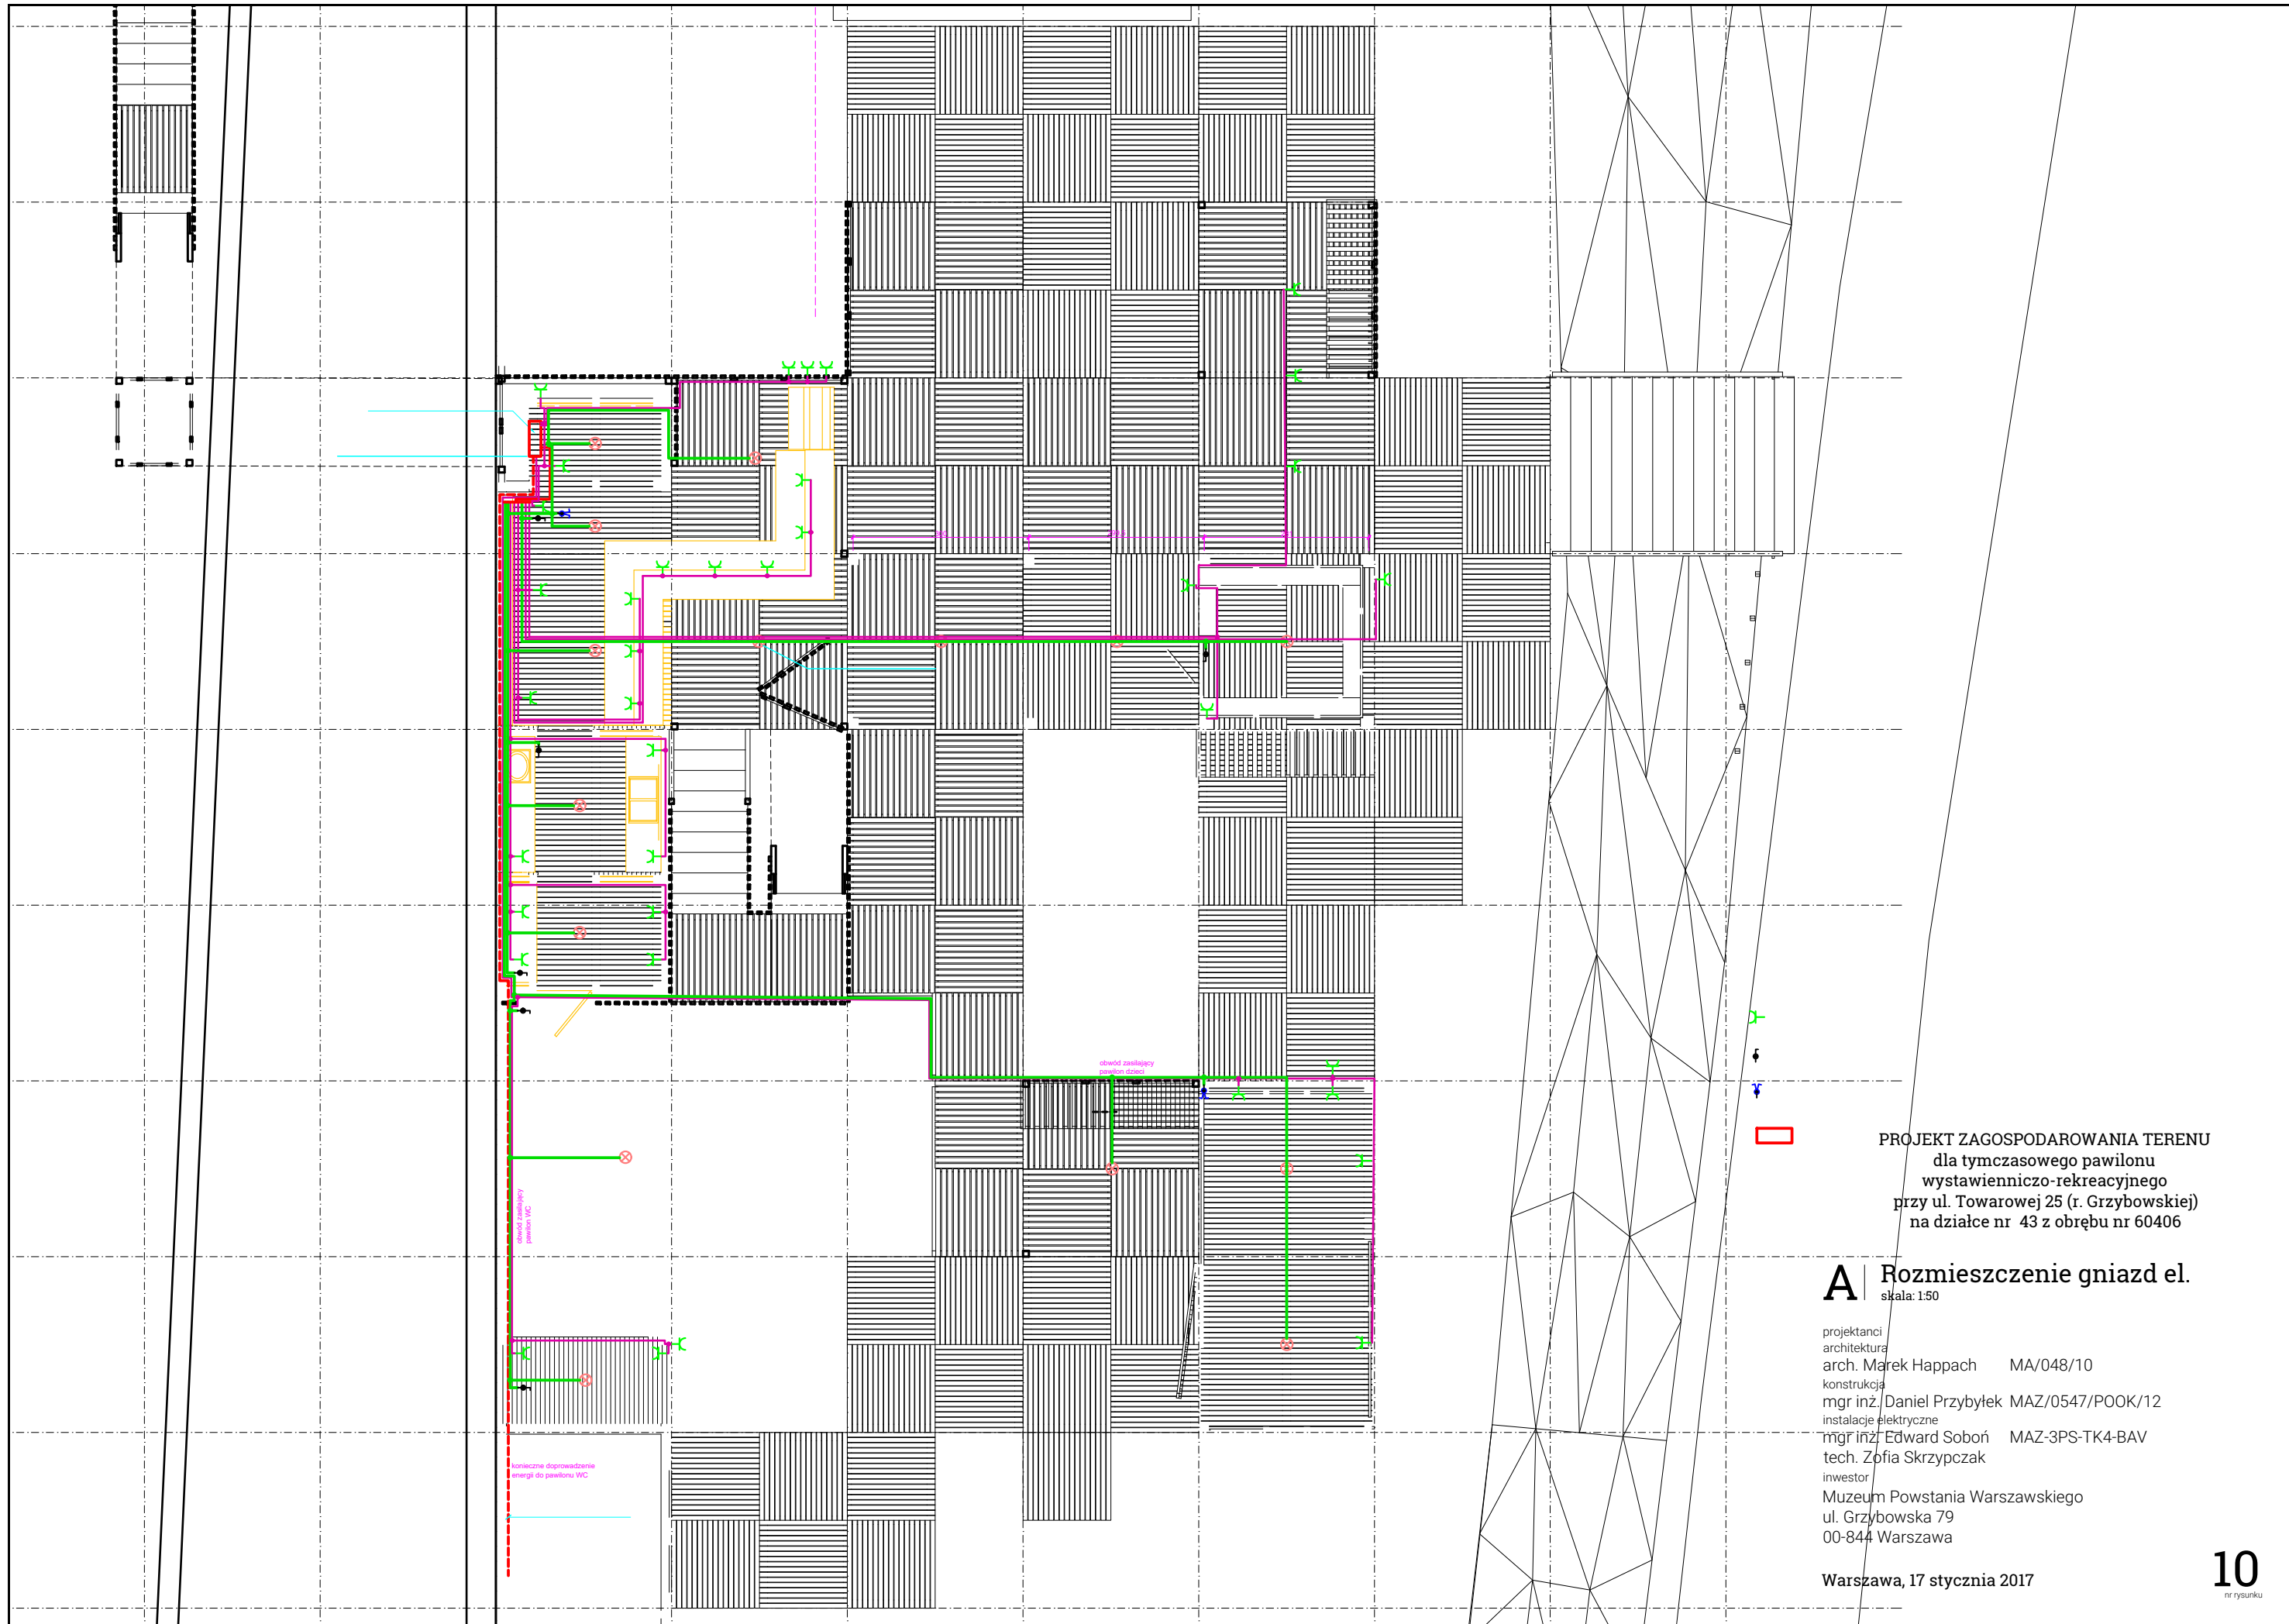 obwód zasilający
pawilon dzieci
obwód zasilający
pawilon WC
konieczne doprowadzenie
energii do pawilonu WC
PROJEKT ZAGOSPODAROWANIA TERENU
dla tymczasowego pawilonu
wystawienniczo-rekreacyjnego
przy ul. Towarowej 25 (r. Grzybowskiej)
na działce nr 43 z obrębu nr 60406
A Rozmieszczenie gniazd el.
skala: 1:50
projektanci
architektura
arch. Marek Happach MA/048/10
konstrukcja
mgr inż. Daniel Przybyłek MAZ/0547/POOK/12
instalacje elektryczne
mgr inż. Edward Soboń MAZ-3PS-TK4-BAV
tech. Zofia Skrzypczak
inwestor
Muzeum Powstania Warszawskiego
ul. Grzybowska 79
00-844 Warszawa
Warszawa, 17 stycznia 2017
10
nr rysunku